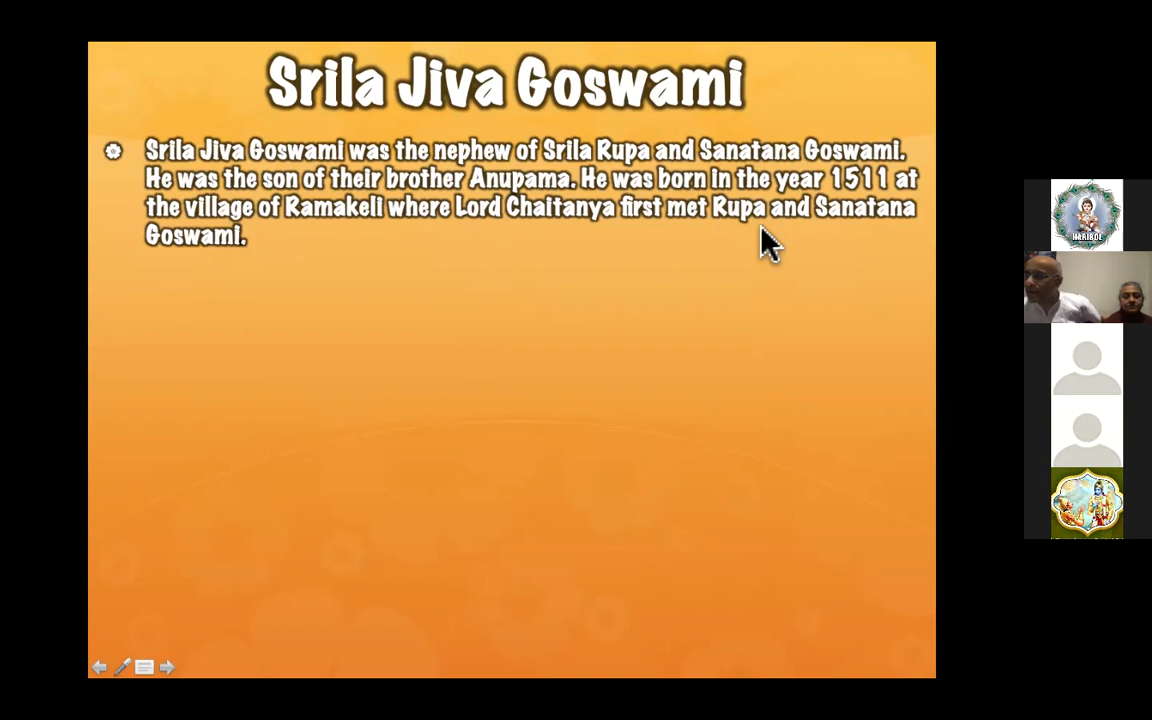 Srila Jiva Goswami
Srila Jiva Goswami was the nephew of Srila Rupa and Sanatana Goswami.
He was the son of their brother Anupama. He was born in the year 1511 at
the village of Ramakeli where Lord Chaitanya first met Rupa and Sanatana
Goswami.
HARIBOL